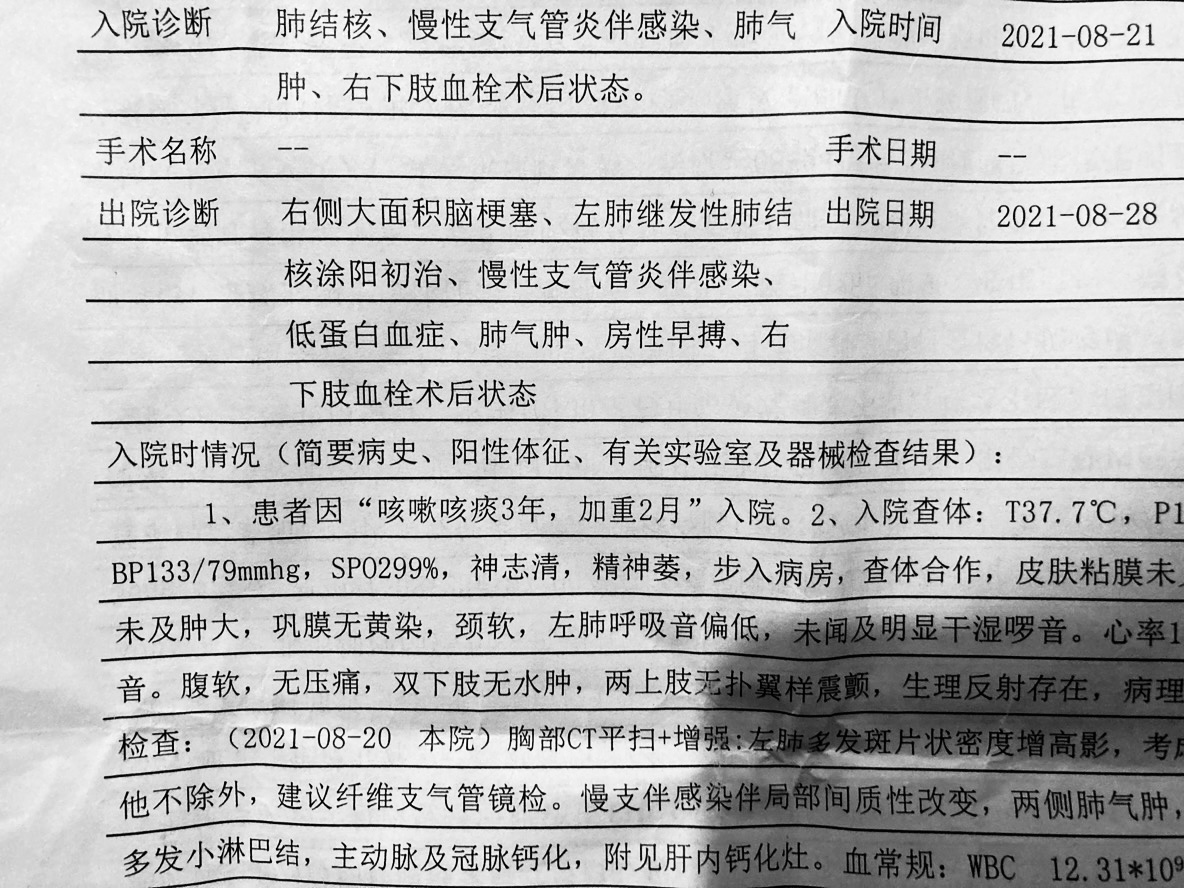 入院诊断 肺结核、慢性支气管炎伴感染、肺气 入院时间 2021-08-21
肿、右下肢血栓术后状态。
手术名称 -- 手术日期 --
出院诊断 右侧大面积脑梗塞、左肺继发性肺结 出院日期 2021-08-28
核涂阳初治、慢性支气管炎伴感染、
低蛋白血症、肺气肿、房性早搏、右
下肢血栓术后状态
入院时情况（简要病史、阳性体征、有关实验室及器械检查结果）：
1、患者因“咳嗽咳痰3年，加重2月”入院。2、入院查体：T37.7℃，P1
BP133/79mmhg，SPO299%，神志清，精神萎，步入病房，查体合作，皮肤粘膜未
未及肿大，巩膜无黄染，颈软，左肺呼吸音偏低，未闻及明显干湿啰音。心率1
音。腹软，无压痛，双下肢无水肿，两上肢无扑翼样震颤，生理反射存在，病理
检查：（2021-08-20 本院）胸部CT平扫+增强:左肺多发斑片状密度增高影，考虑
他不除外，建议纤维支气管镜检。慢支伴感染伴局部间质性改变，两侧肺气肿，
多发小淋巴结，主动脉及冠脉钙化，附见肝内钙化灶。血常规：WBC 12.31*10⁹